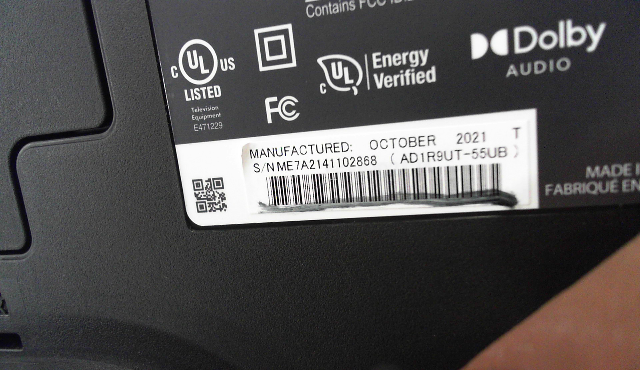 Contains FCC ID
c UL US
LISTED
Television
Equipment
E471229
FC
c UL
Energy
Verified
Dolby
AUDIO
MANUFACTURED: OCTOBER 2021 T
S/N ME7A2141102868 ( AD1R9UT-55UB )
MADE I
FABRIQUÉ EN